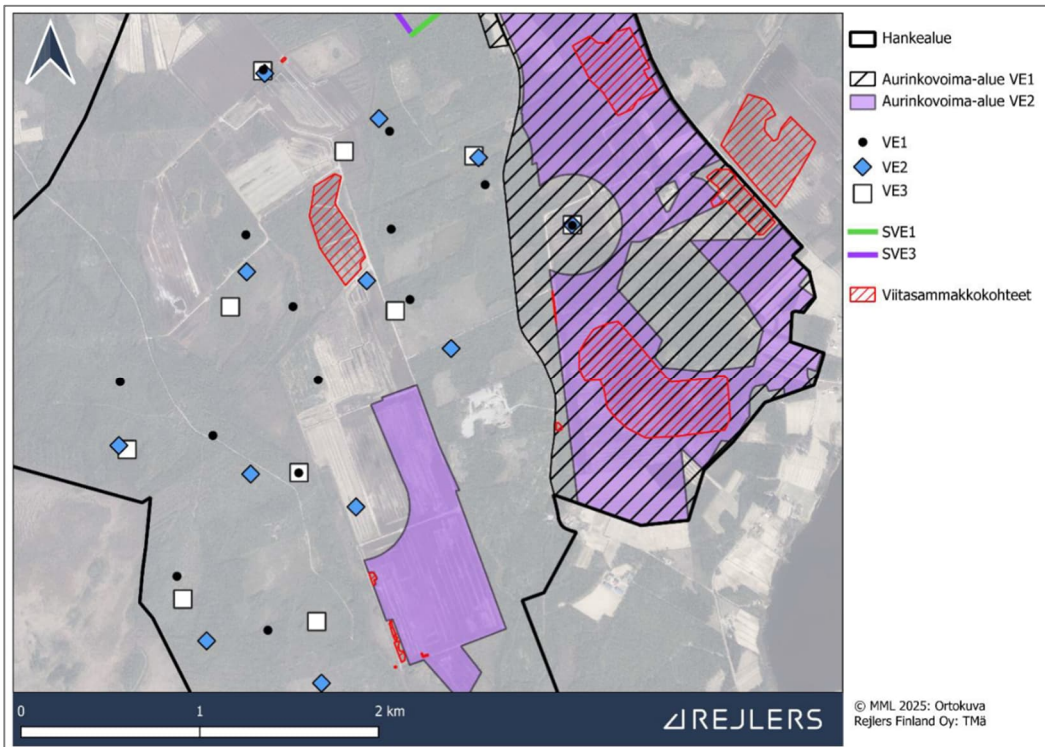 Hankealue
Aurinkovoima-alue VE1
Aurinkovoima-alue VE2
VE1
VE2
VE3
SVE1
SVE3
Viitasammakkokohteet
0 1 2 km
REJLERS
© MML 2025: Ortokuva
Rejlers Finland Oy: TMä